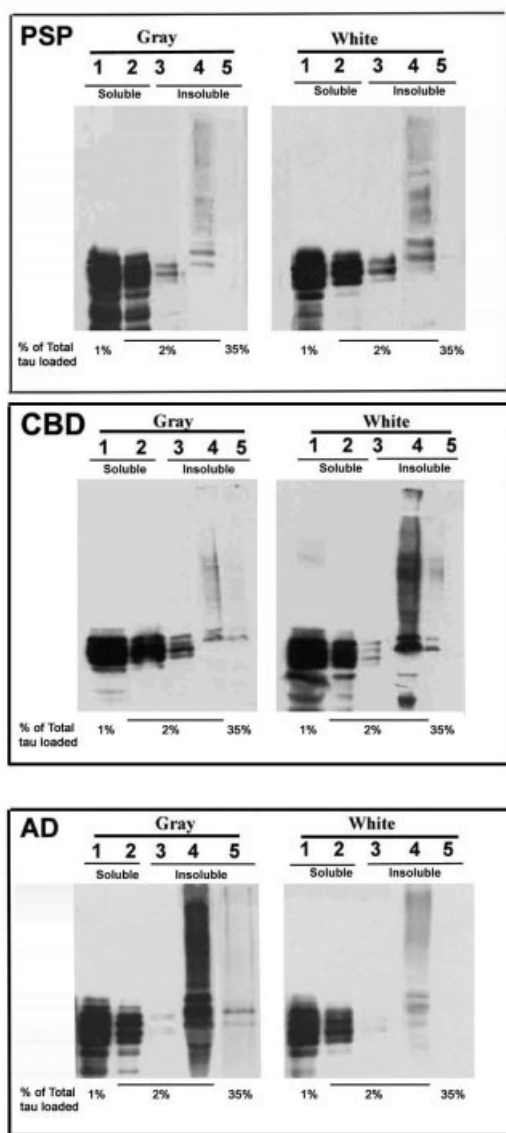 PSP
Gray White
1 2 3 4 5 1 2 3 4 5
Soluble Insoluble Soluble Insoluble
% of Total
tau loaded 1% 2% 35% 1% 2% 35%
CBD
Gray White
1 2 3 4 5 1 2 3 4 5
Soluble Insoluble Soluble Insoluble
% of Total
tau loaded 1% 2% 35% 1% 2% 35%
AD
Gray White
1 2 3 4 5 1 2 3 4 5
Soluble Insoluble Soluble Insoluble
% of Total
tau loaded 1% 2% 35% 1% 2% 35%